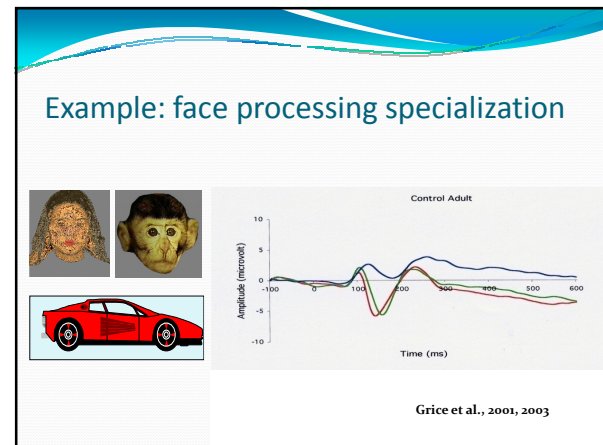 Example: face processing specialization
Control Adult
10
5
0
-5
-10
Amplitude (microvolt)
-100
0
100
200
300
400
500
600
Time (ms)
Grice et al., 2001, 2003